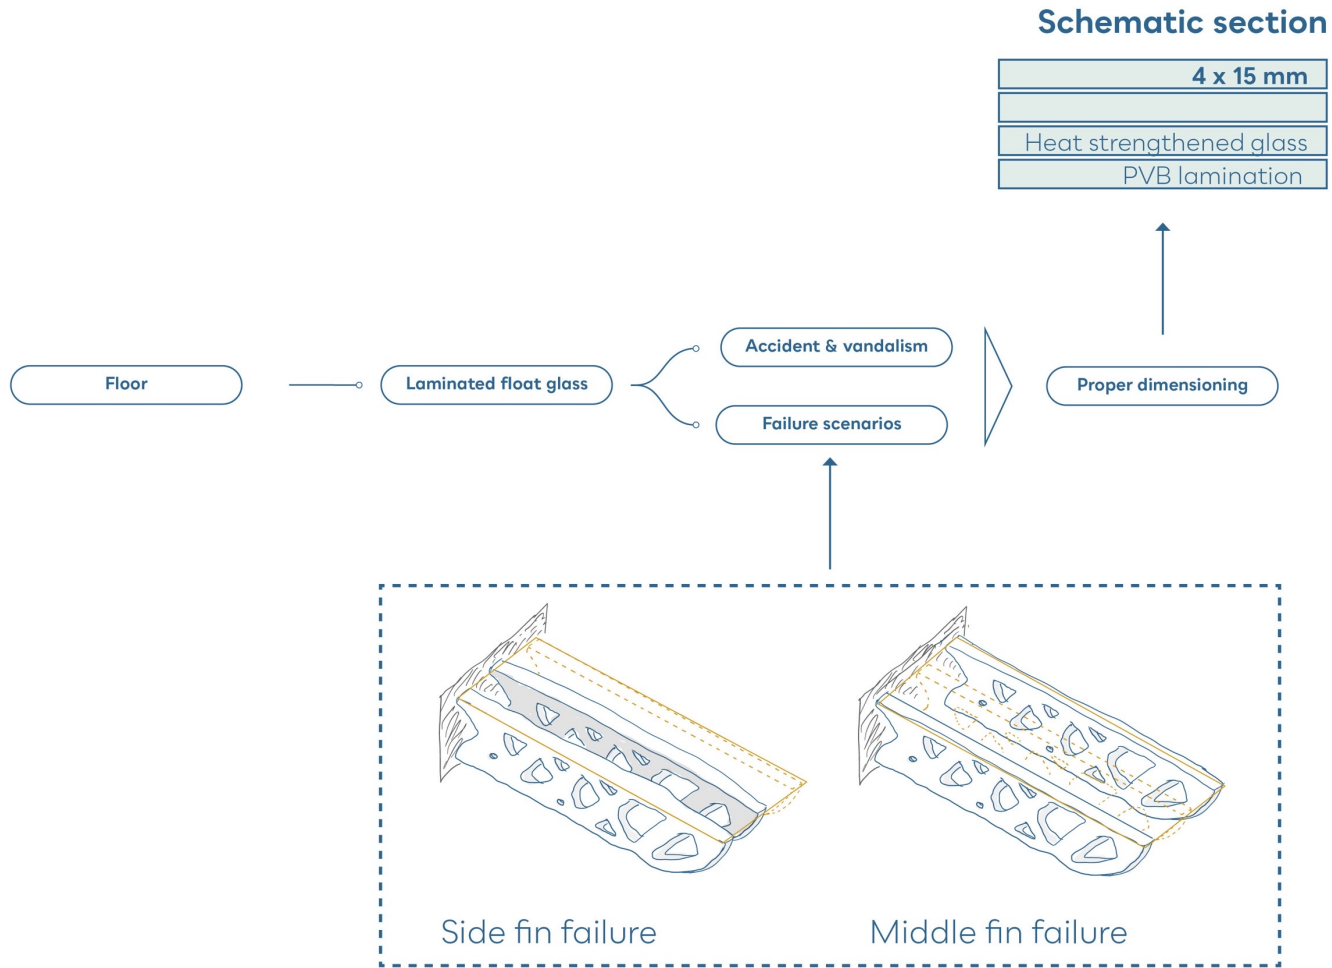 Schematic section
4 x 15 mm
Heat strengthened glass
PVB lamination
Accident & vandalism
Floor
Laminated float glass
Proper dimensioning
Failure scenarios
Side fin failure
Middle fin failure